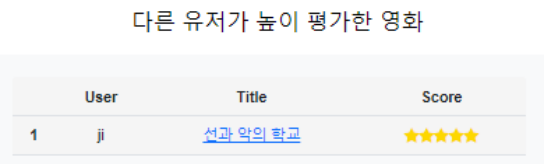 다른 유저가 높이 평가한 영화
User Title Score
1 ji 선과 악의 학교 ★★★★★